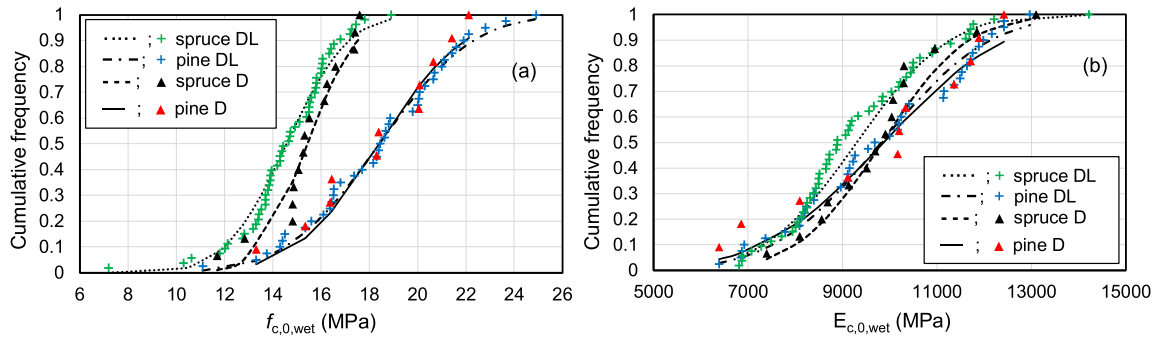 Cumulative frequency
1
0.9
0.8
0.7
0.6
0.5
0.4
0.3
0.2
0.1
0
; spruce DL
; pine DL
; spruce D
; pine D
(a)
6 8 10 12 14 16 18 20 22 24 26
fc,0,wet (MPa)
Cumulative frequency
1
0.9
0.8
0.7
0.6
0.5
0.4
0.3
0.2
0.1
0
(b)
; spruce DL
; pine DL
; spruce D
; pine D
5000 7000 9000 11000 13000 15000
Ec,0,wet (MPa)